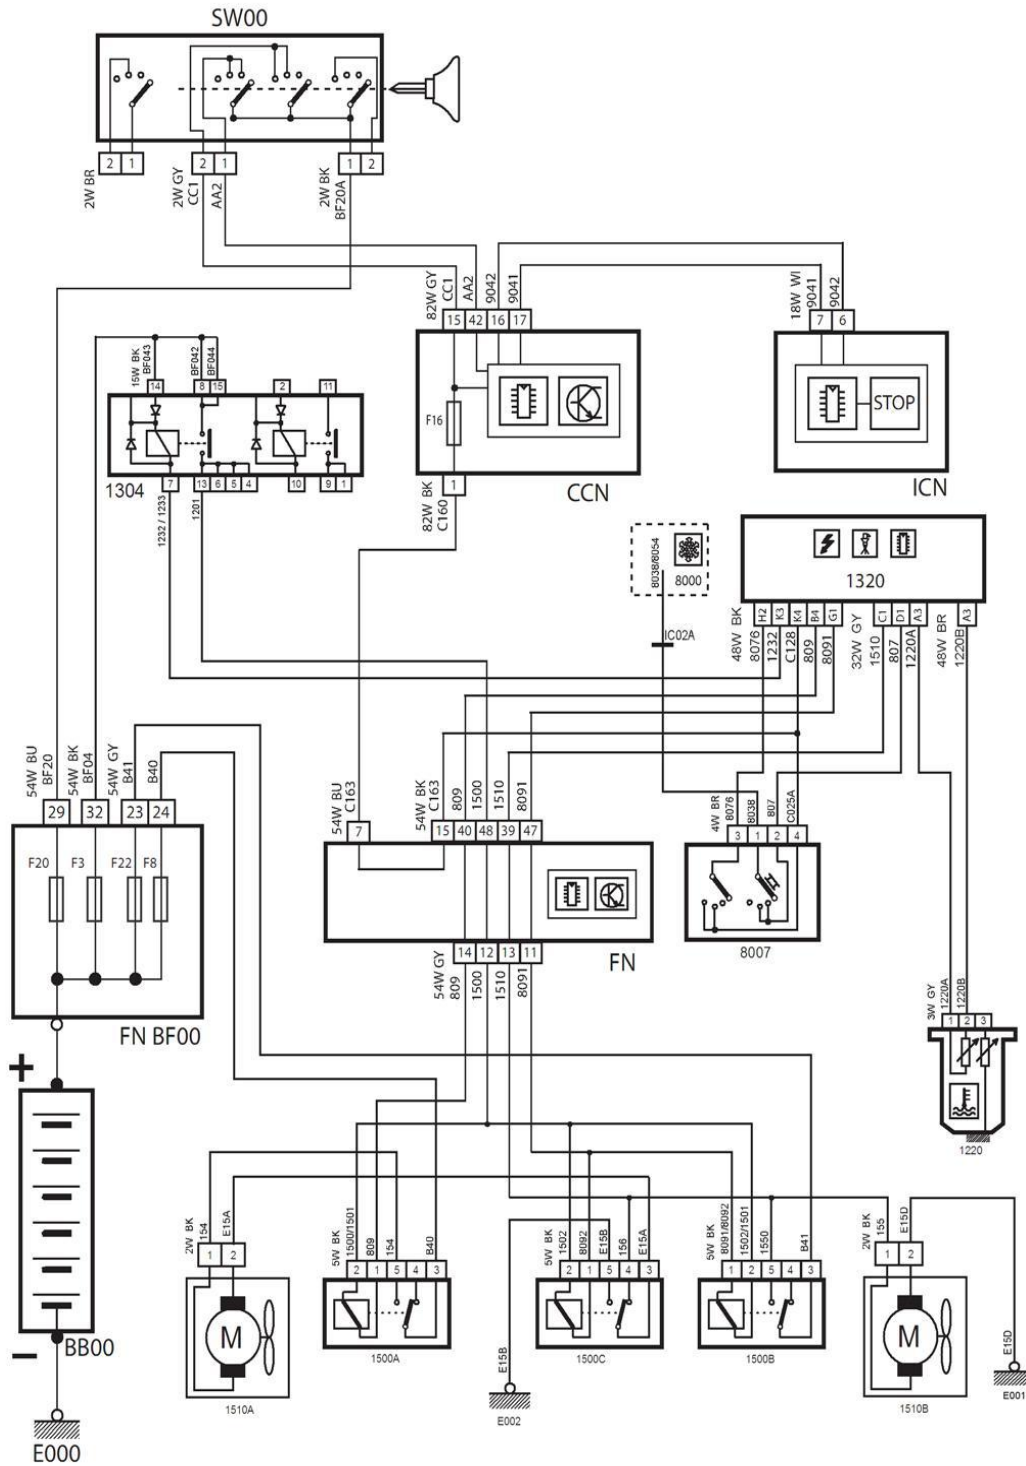 SW00
2 1 2 1 1 2
2W BR
2W GY
CC1
AA2
2W BK
BF20A
82W GY
CC1
AA2
9042
9041
18W WI
9041
9042
15 42 16 17
7 6
15W BK
BF043
BF042
BF044
14 8 15 2 11
F16
STOP
1304
7 13 6 5 4 10 9 1
CCN
ICN
1
1232 / 1233
1201
82W BK
C160
8038/8054
8000
IC02A
1320
H2 K3 K4 B4 G1 C1 D1 A3 A3
48W BK
8076
1232
C128
809
8091
32W GY
1510
807
1220A
48W BR
1220B
54W BU
BF20
54W BK
BF04
54W GY
B41
B40
29 32 23 24
F20 F3 F22 F8
54W BU
C163
54W BK
C163
809
1500
1510
8091
7 15 40 48 39 47
4W BR
8076
8038
807
C025A
3 1 2 4
FN
8007
14 12 13 11
54W GY
809
1500
1510
8091
FN BF00
3W GY
1220A
1220B
1 2 3
1220
+
BB00
−
E000
2W BK
154
E15A
1 2
M
1510A
5W BK
1500/1501
809
154
B40
2 1 5 4 3
1500A
E15B
E002
5W BK
1502
8092
E15B
156
E15A
2 1 5 4 3
1500C
5W BK
8091/8092
1502/1501
1550
B41
1 2 5 4 3
1500B
2W BK
155
E15D
1 2
M
1510B
E15D
E001